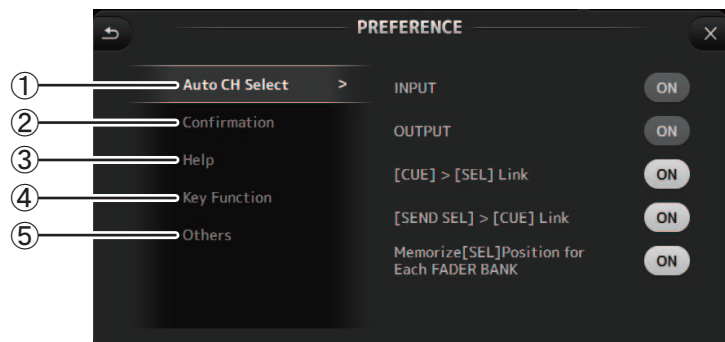 PREFERENCE
① Auto CH Select >
② Confirmation
③ Help
④ Key Function
⑤ Others
INPUT ON
OUTPUT ON
[CUE] > [SEL] Link ON
[SEND SEL] > [CUE] Link ON
Memorize[SEL]Position for
Each FADER BANK ON